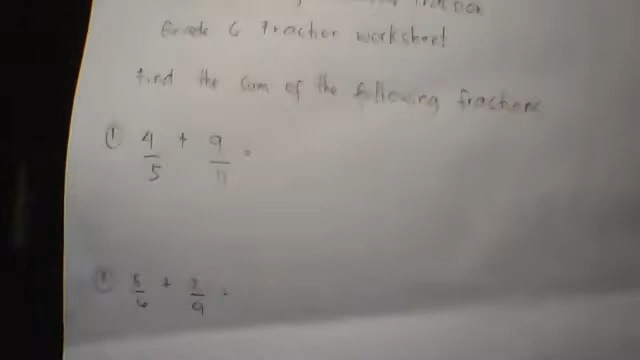 Fraction
Grade 6 Fraction worksheet
find the sum of the following fractions
① 4/5 + 9/11 =
5/6 + /9 =